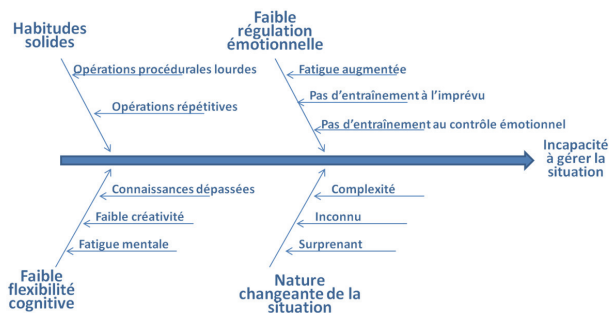 Habitudes
solides
Opérations procédurales lourdes
Opérations répétitives
Faible
régulation
émotionnelle
Fatigue augmentée
Pas d'entraînement à l'imprévu
Pas d'entraînement au contrôle émotionnel
Incapacité
à gérer la
situation
Connaissances dépassées
Faible créativité
Fatigue mentale
Faible
flexibilité
cognitive
Complexité
Inconnu
Surprenant
Nature
changeante de la
situation